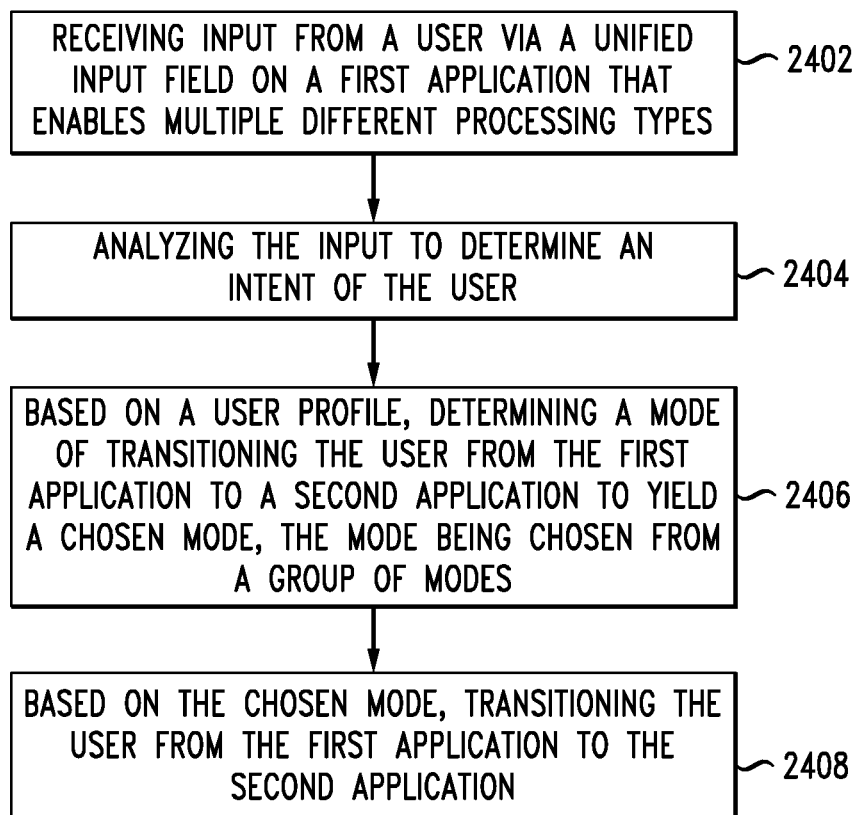 RECEIVING INPUT FROM A USER VIA A UNIFIED
INPUT FIELD ON A FIRST APPLICATION THAT
ENABLES MULTIPLE DIFFERENT PROCESSING TYPES
2402
ANALYZING THE INPUT TO DETERMINE AN
INTENT OF THE USER
2404
BASED ON A USER PROFILE, DETERMINING A MODE
OF TRANSITIONING THE USER FROM THE FIRST
APPLICATION TO A SECOND APPLICATION TO YIELD
A CHOSEN MODE, THE MODE BEING CHOSEN FROM
A GROUP OF MODES
2406
BASED ON THE CHOSEN MODE, TRANSITIONING THE
USER FROM THE FIRST APPLICATION TO THE
SECOND APPLICATION
2408